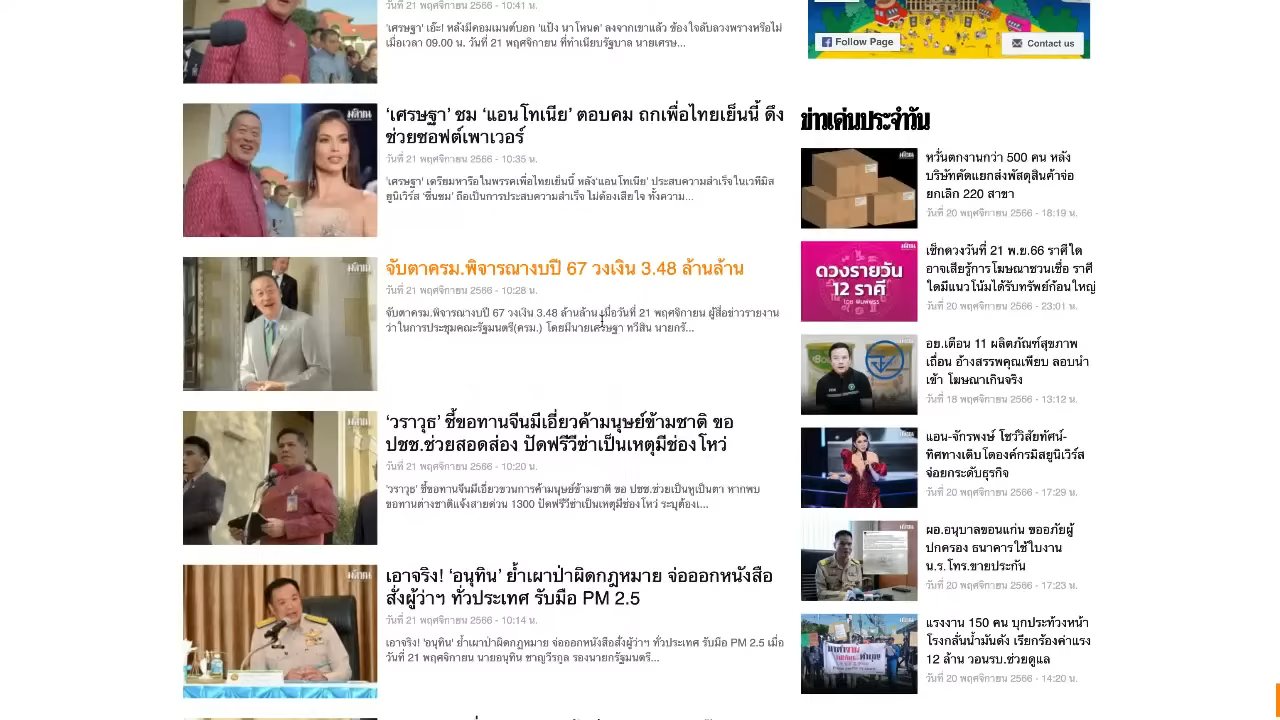 วันที่ 21 พฤศจิกายน 2566 - 10:41 น.
'เศรษฐา' เอ๊ะ! หลังมีคอมเมนต์บอก 'แป้ง นาโหนด' ลงจากเขาแล้ว ข้องใจสับลวงพรางหรือไม่
เมื่อเวลา 09.00 น. วันที่ 21 พฤศจิกายน ที่ทำเนียบรัฐบาล นายเศรษ...
‘เศรษฐา’ ชม ‘แอนโทเนีย’ ตอบคม ถกเพื่อไทยเย็นนี้ ดึง
ช่วยซอฟต์เพาเวอร์
วันที่ 21 พฤศจิกายน 2566 - 10:35 น.
'เศรษฐา' เตรียมหารือในพรรคเพื่อไทยเย็นนี้ หลัง'แอนโทเนีย' ประสบความสำเร็จในเวทีมิส
ยูนิเวิร์ส 'ชื่นชม' ถือเป็นการประสบความสำเร็จ ไม่ต้องเสียใจ ทั้งความ...
จับตาครม.พิจารณางบปี 67 วงเงิน 3.48 ล้านล้าน
วันที่ 21 พฤศจิกายน 2566 - 10:28 น.
จับตาครม.พิจารณางบปี 67 วงเงิน 3.48 ล้านล้าน เมื่อวันที่ 21 พฤศจิกายน ผู้สื่อข่าวรายงาน
ว่าในการประชุมคณะรัฐมนตรี(ครม.) โดยมีนายเศรษฐา ทวีสิน นายกรั...
‘วราวุธ’ ชี้ขอทานจีนมีเอี่ยวค้ามนุษย์ข้ามชาติ ขอ
ปชช.ช่วยสอดส่อง ปัดฟรีวีซ่าเป็นเหตุมีช่องโหว่
วันที่ 21 พฤศจิกายน 2566 - 10:20 น.
'วราวุธ' ชี้ขอทานจีนมีเอี่ยวขวนการค้ามนุษย์ข้ามชาติ ขอ ปชช.ช่วยเป็นหูเป็นตา หากพบ
ขอทานต่างชาติแจ้งสายด่วน 1300 ปัดฟรีวีซ่าเป็นเหตุมีช่องโหว่ ระบุต้องเ...
เอาจริง! ‘อนุทิน’ ย้ำเผาป่าผิดกฎหมาย จ่อออกหนังสือ
สั่งผู้ว่าฯ ทั่วประเทศ รับมือ PM 2.5
วันที่ 21 พฤศจิกายน 2566 - 10:14 น.
เอาจริง! 'อนุทิน' ย้ำเผาป่าผิดกฎหมาย จ่อออกหนังสือสั่งผู้ว่าฯ ทั่วประเทศ รับมือ PM 2.5 เมื่อ
วันที่ 21 พฤศจิกายน นายอนุทิน ชาญวีรกูล รองนายกรัฐมนตรี...
Follow Page
Contact us
ข่าวเด่นประจำวัน
หวั่นตกงานกว่า 500 คน หลัง
บริษัทคัดแยกส่งพัสดุสินค้าจ่อ
ยกเลิก 220 สาขา
วันที่ 20 พฤศจิกายน 2566 - 18:19 น.
มติชน
ดวงรายวัน
12 ราศี
เช็กดวงวันที่ 21 พ.ย.66 ราศีใด
อาจเสียรู้การโฆษณาชวนเชื่อ ราศี
ใดมีแนวโน้มได้รับทรัพย์ก้อนใหญ่
วันที่ 20 พฤศจิกายน 2566 - 23:01 น.
อย.เตือน 11 ผลิตภัณฑ์สุขภาพ
เถื่อน อ้างสรรพคุณเพียบ ลอบนำ
เข้า โฆษณาเกินจริง
วันที่ 18 พฤศจิกายน 2566 - 13:12 น.
แอน-จักรพงษ์ โชว์วิสัยทัศน์-
ทิศทางเติบโตองค์กรมิสยูนิเวิร์ส
จ่อยกระดับธุรกิจ
วันที่ 20 พฤศจิกายน 2566 - 17:29 น.
ผอ.อนุบาลขอนแก่น ขออภัยผู้
ปกครอง ธนาคารใช้ใบงาน
น.ร.โทร.ขายประกัน
วันที่ 20 พฤศจิกายน 2566 - 17:23 น.
แรงงาน 150 คน บุกประท้วงหน้า
โรงกลั่นน้ำมันดัง เรียกร้องค่าแรง
12 ล้าน วอนรบ.ช่วยดูแล
วันที่ 20 พฤศจิกายน 2566 - 14:20 น.